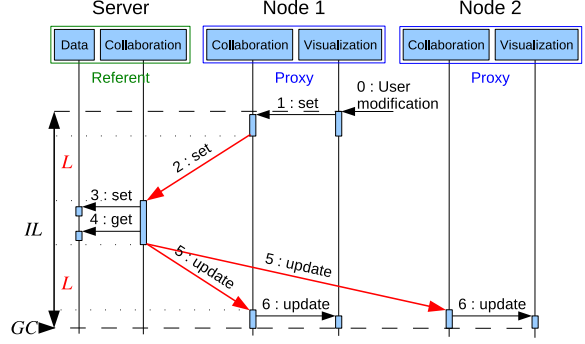 Server
Node 1
Node 2
Data
Collaboration
Collaboration
Visualization
Collaboration
Visualization
Referent
Proxy
Proxy
0 : User
modification
1 : set
2 : set
L
3 : set
4 : get
IL
5 : update
5 : update
L
6 : update
6 : update
GC